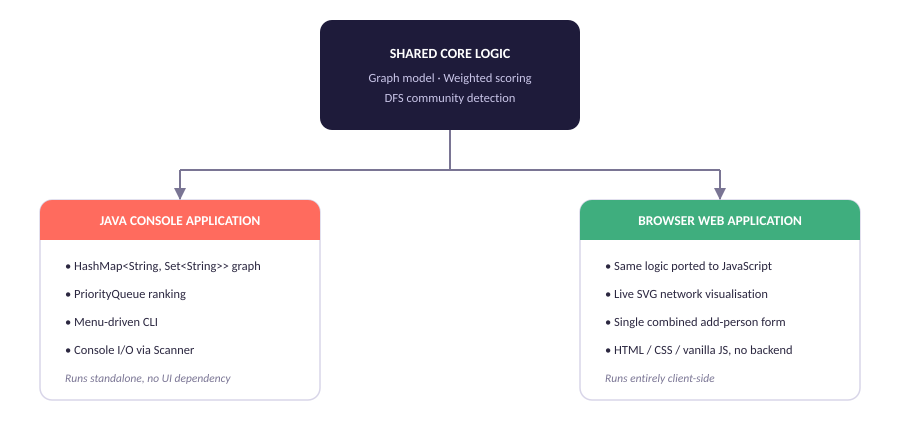 SHARED CORE LOGIC
Graph model · Weighted scoring
DFS community detection
JAVA CONSOLE APPLICATION
• HashMap<String, Set<String>> graph
• PriorityQueue ranking
• Menu-driven CLI
• Console I/O via Scanner
Runs standalone, no UI dependency
BROWSER WEB APPLICATION
• Same logic ported to JavaScript
• Live SVG network visualisation
• Single combined add-person form
• HTML / CSS / vanilla JS, no backend
Runs entirely client-side